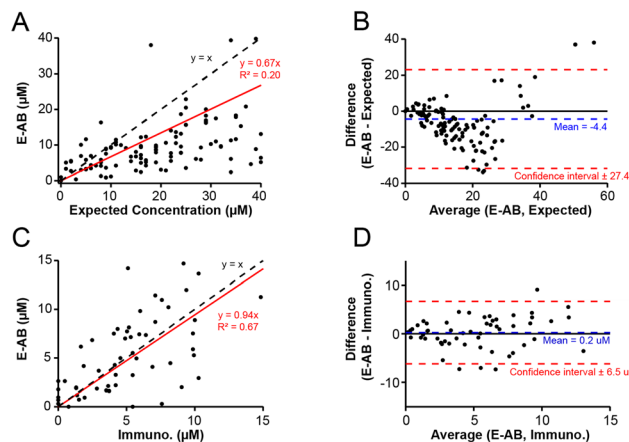 A
40
30
20
10
0
E-AB (µM)
y = x
y = 0.67x
R² = 0.20
0
10
20
30
40
Expected Concentration (µM)
B
40
20
0
-20
-40
Difference
(E-AB - Expected)
Mean = -4.4
Confidence interval ± 27.4
0
20
40
60
Average (E-AB, Expected)
C
15
10
5
0
E-AB (µM)
y = x
y = 0.94x
R² = 0.67
0
5
10
15
Immuno. (µM)
D
10
0
-10
Difference
(E-AB - Immuno.)
Mean = 0.2 uM
Confidence interval ± 6.5 u
0
5
10
15
Average (E-AB, Immuno.)